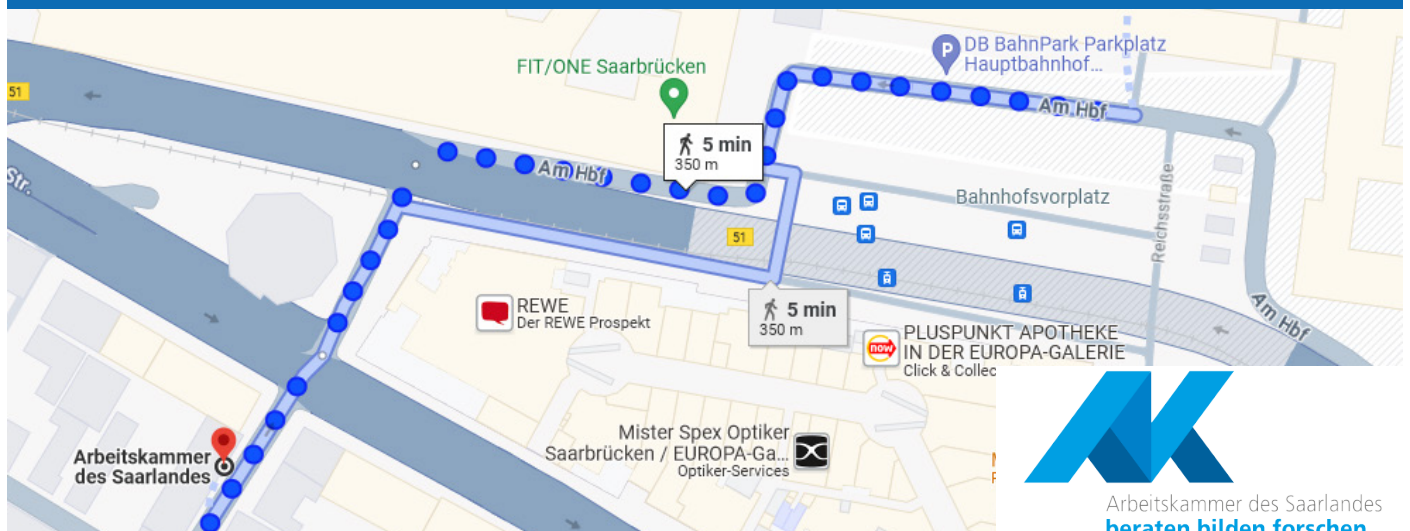 51
FIT/ONE Saarbrücken
P
DB BahnPark Parkplatz
Hauptbahnhof...
Am Hbf
5 min
350 m
Am Hbf
Str.
Bahnhofsvorplatz
Reichsstraße
51
Am Hbf
5 min
350 m
REWE
Der REWE Prospekt
now
PLUSPUNKT APOTHEKE
IN DER EUROPA-GALERIE
Click & Collec
Mister Spex Optiker
Saarbrücken / EUROPA-Ga...
Optiker-Services
Arbeitskammer
des Saarlandes
AK
Arbeitskammer des Saarlandes
beraten.bilden.forschen.